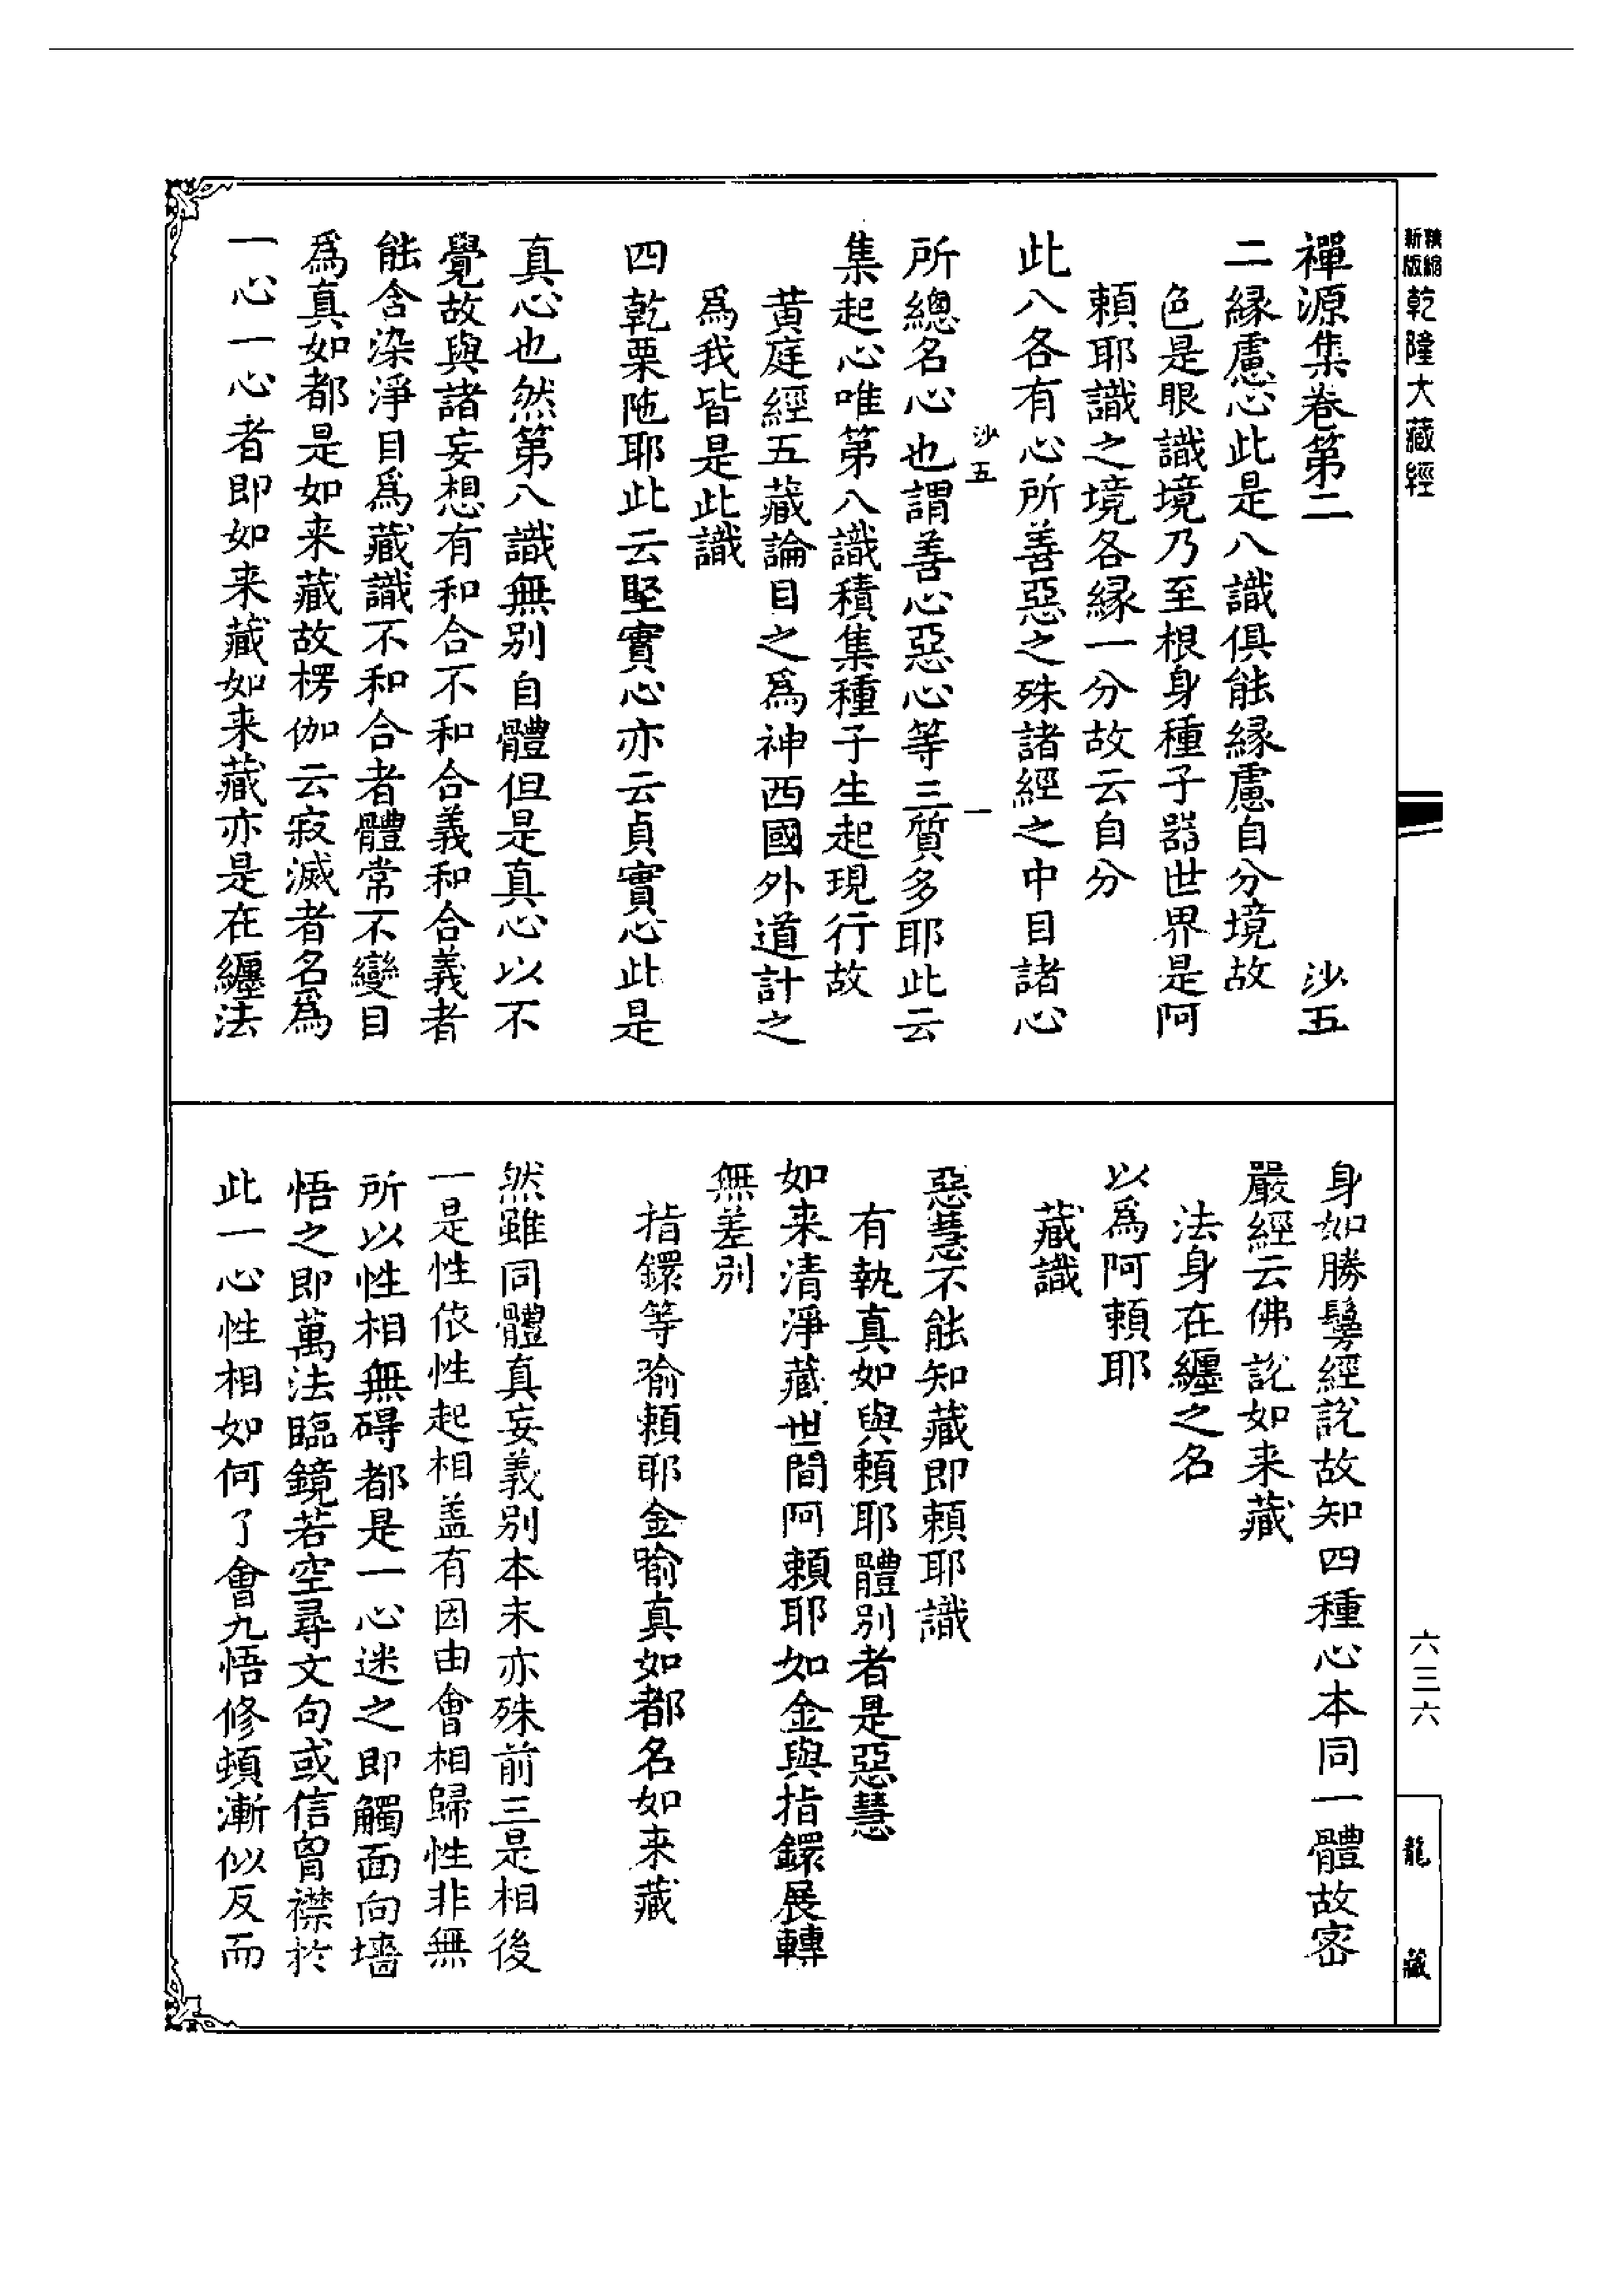 精縮
新版
乾隆大藏經
六三六
龍藏
禪源集卷第二 沙五
二緣慮心此是八識俱能緣慮自分境故
色是眼識境乃至根身種子器世界是阿
賴耶識之境各緣一分故云自分
此八各有心所善惡之殊諸經之中目諸心
沙五 一
所總名心也謂善心惡心等三質多耶此云
集起心唯第八識積集種子生起現行故
黃庭經五藏論目之爲神西國外道計之
爲我皆是此識
四乾栗陁耶此云堅實心亦云貞實心此是
真心也然第八識無别自體但是真心以不
覺故與諸妄想有和合不和合義和合義者
能含染淨目爲藏識不和合者體常不變目
爲真如都是如来藏故楞伽云寂滅者名爲
一心一心者即如来藏如来藏亦是在纏法
身如勝鬘經說故知四種心本同一體故密
嚴經云佛說如来藏
法身在纏之名
以爲阿賴耶
藏識
惡慧不能知藏即賴耶識
有執真如與賴耶體别者是惡慧
如来清淨藏世間阿賴耶如金與指鐶展轉
無差别
指鐶等喻賴耶金喻真如都名如来藏
然雖同體真妄義别本末亦殊前三是相後
一是性依性起相盖有因由會相歸性非無
所以性相無碍都是一心迷之即觸面向墻
悟之即萬法臨鏡若空尋文句或信胷襟於
此一心性相如何了會九悟修頓漸似反而